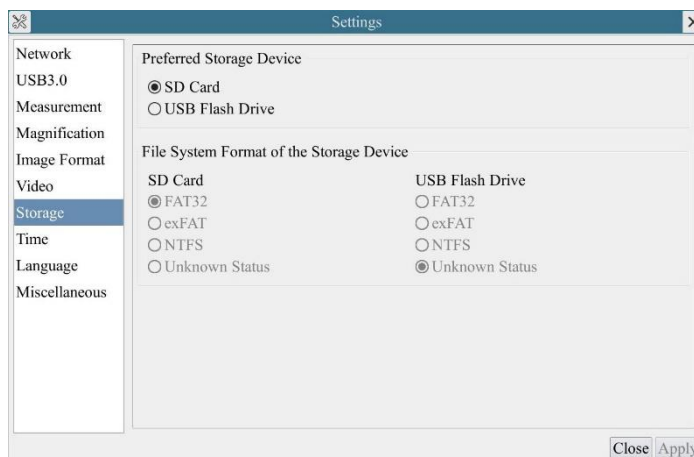 Settings
Network
USB3.0
Measurement
Magnification
Image Format
Video
Storage
Time
Language
Miscellaneous
Preferred Storage Device
SD Card
USB Flash Drive
File System Format of the Storage Device
SD Card
FAT32
exFAT
NTFS
Unknown Status
USB Flash Drive
FAT32
exFAT
NTFS
Unknown Status
Close Apply